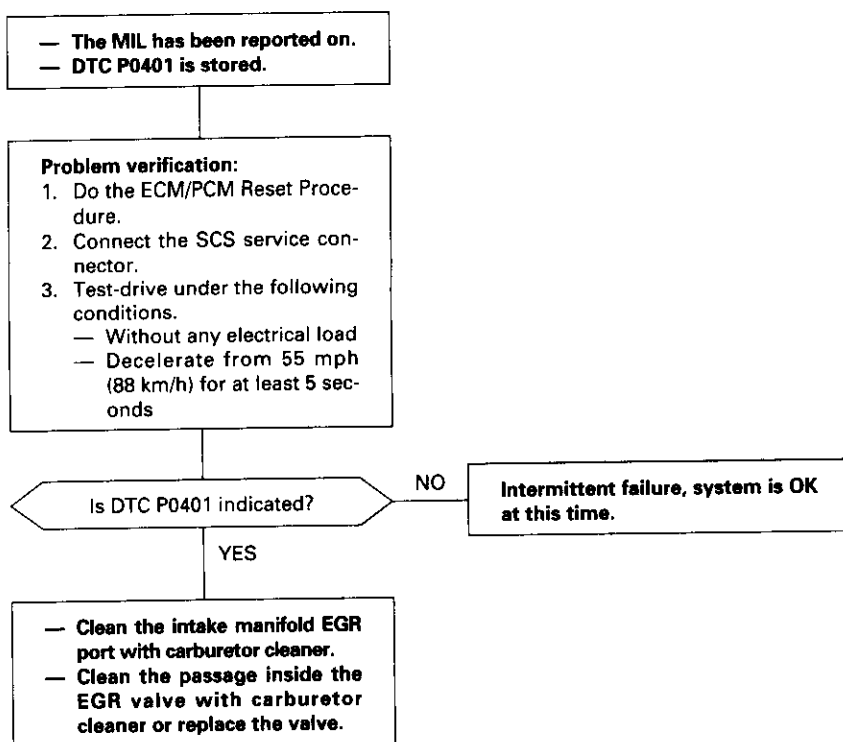 — The MIL has been reported on.
— DTC P0401 is stored.
Problem verification:
1. Do the ECM/PCM Reset Proce-
dure.
2. Connect the SCS service con-
nector.
3. Test-drive under the following
conditions.
— Without any electrical load
— Decelerate from 55 mph
(88 km/h) for at least 5 sec-
onds
Is DTC P0401 indicated?
NO
Intermittent failure, system is OK
at this time.
YES
— Clean the intake manifold EGR
port with carburetor cleaner.
— Clean the passage inside the
EGR valve with carburetor
cleaner or replace the valve.